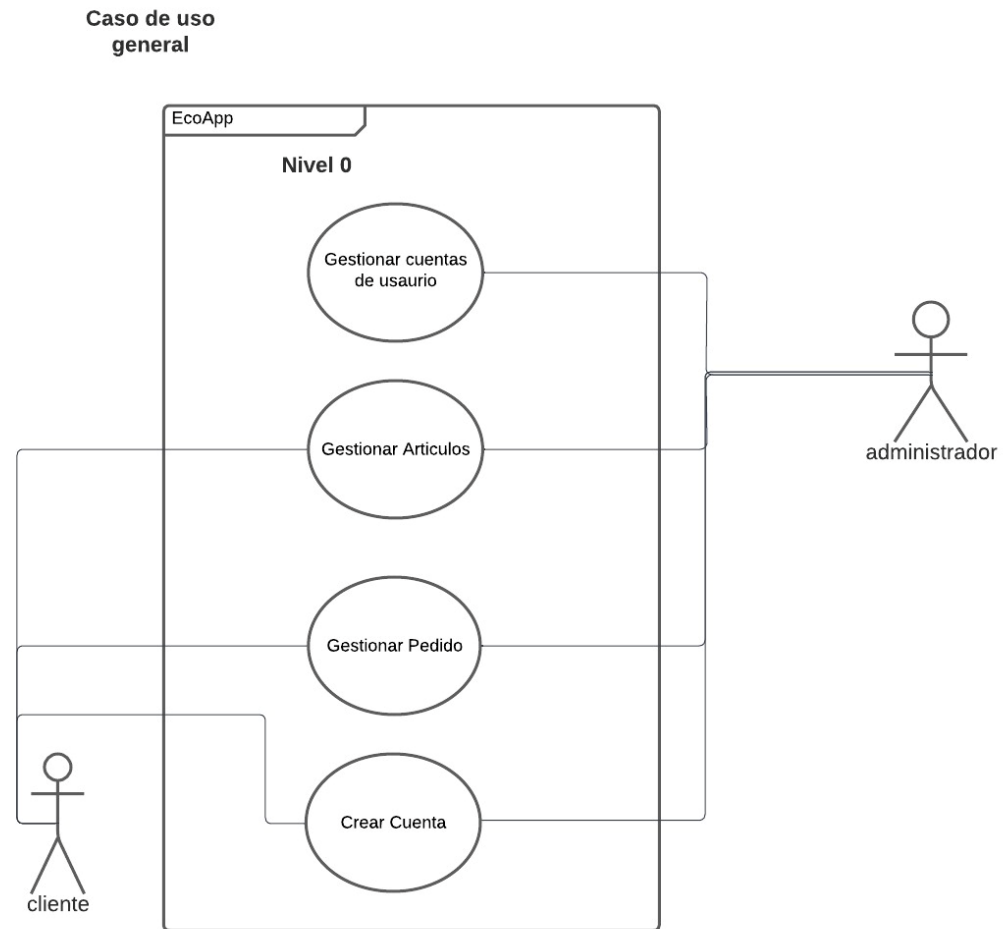 Caso de uso
general
EcoApp
Nivel 0
Gestionar cuentas
de usaurio
Gestionar Articulos
administrador
Gestionar Pedido
Crear Cuenta
cliente